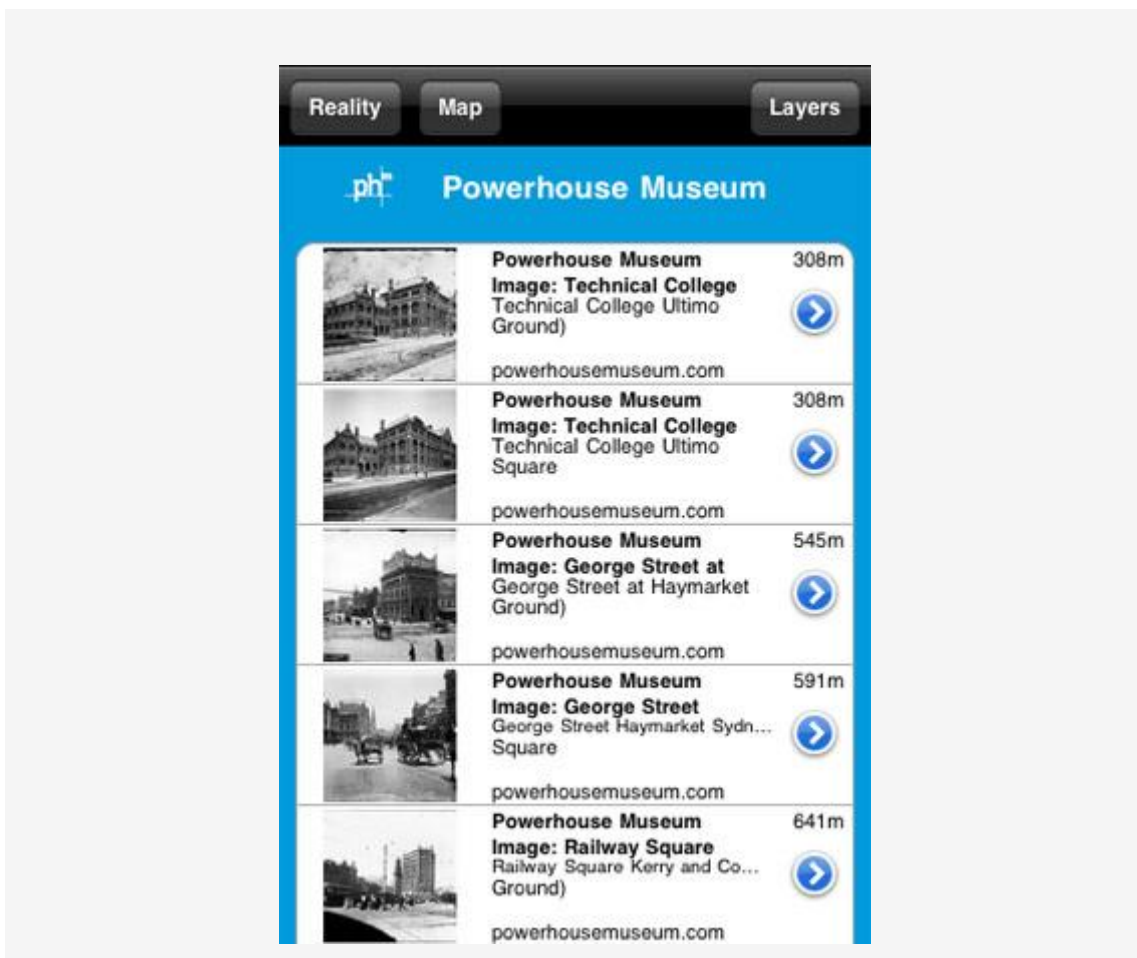 Reality Map Layers
ph
Powerhouse Museum
Powerhouse Museum 308m
Image: Technical College
Technical College Ultimo
Ground)
powerhousemuseum.com
Powerhouse Museum 308m
Image: Technical College
Technical College Ultimo
Square
powerhousemuseum.com
Powerhouse Museum 545m
Image: George Street at
George Street at Haymarket
Ground)
powerhousemuseum.com
Powerhouse Museum 591m
Image: George Street
George Street Haymarket Sydn...
Square
powerhousemuseum.com
Powerhouse Museum 641m
Image: Railway Square
Railway Square Kerry and Co...
Ground)
powerhousemuseum.com